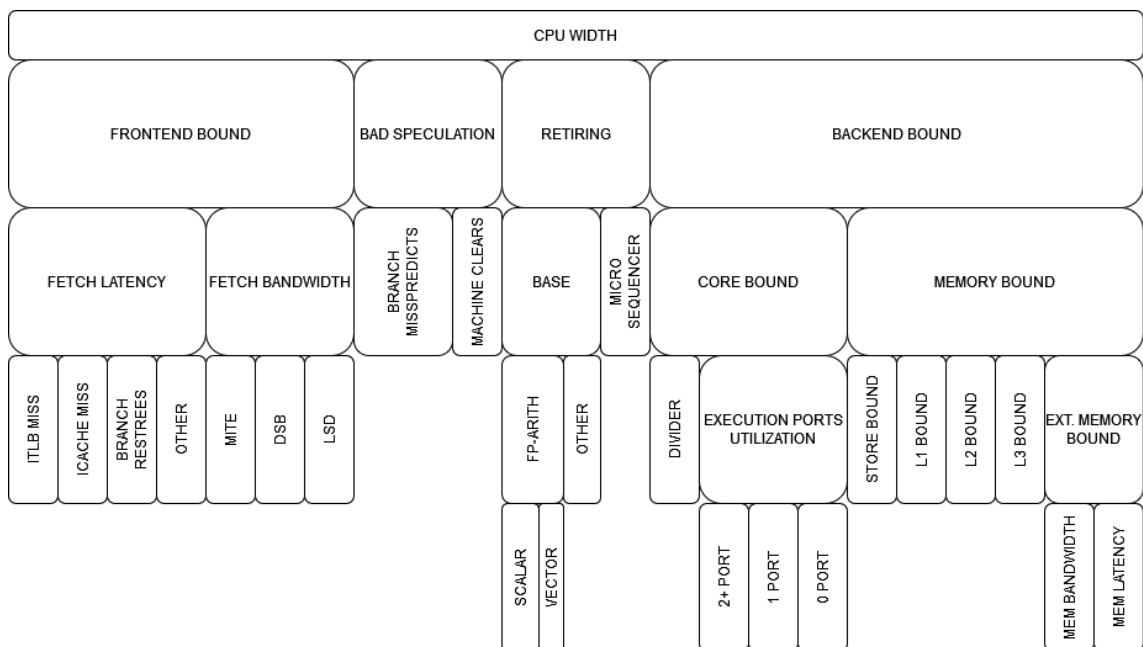 CPU WIDTH
FRONTEND BOUND
BAD SPECULATION
RETIRING
BACKEND BOUND
FETCH LATENCY
FETCH BANDWIDTH
BRANCH
MISSPREDICTS
MACHINE CLEARS
BASE
MICRO
SEQUENCER
CORE BOUND
MEMORY BOUND
ITLB MISS
ICACHE MISS
BRANCH
RESTREES
OTHER
MITE
DSB
LSD
FP-ARITH
OTHER
DIVIDER
EXECUTION PORTS
UTILIZATION
STORE BOUND
L1 BOUND
L2 BOUND
L3 BOUND
EXT. MEMORY
BOUND
SCALAR
VECTOR
2+ PORT
1 PORT
0 PORT
MEM BANDWIDTH
MEM LATENCY